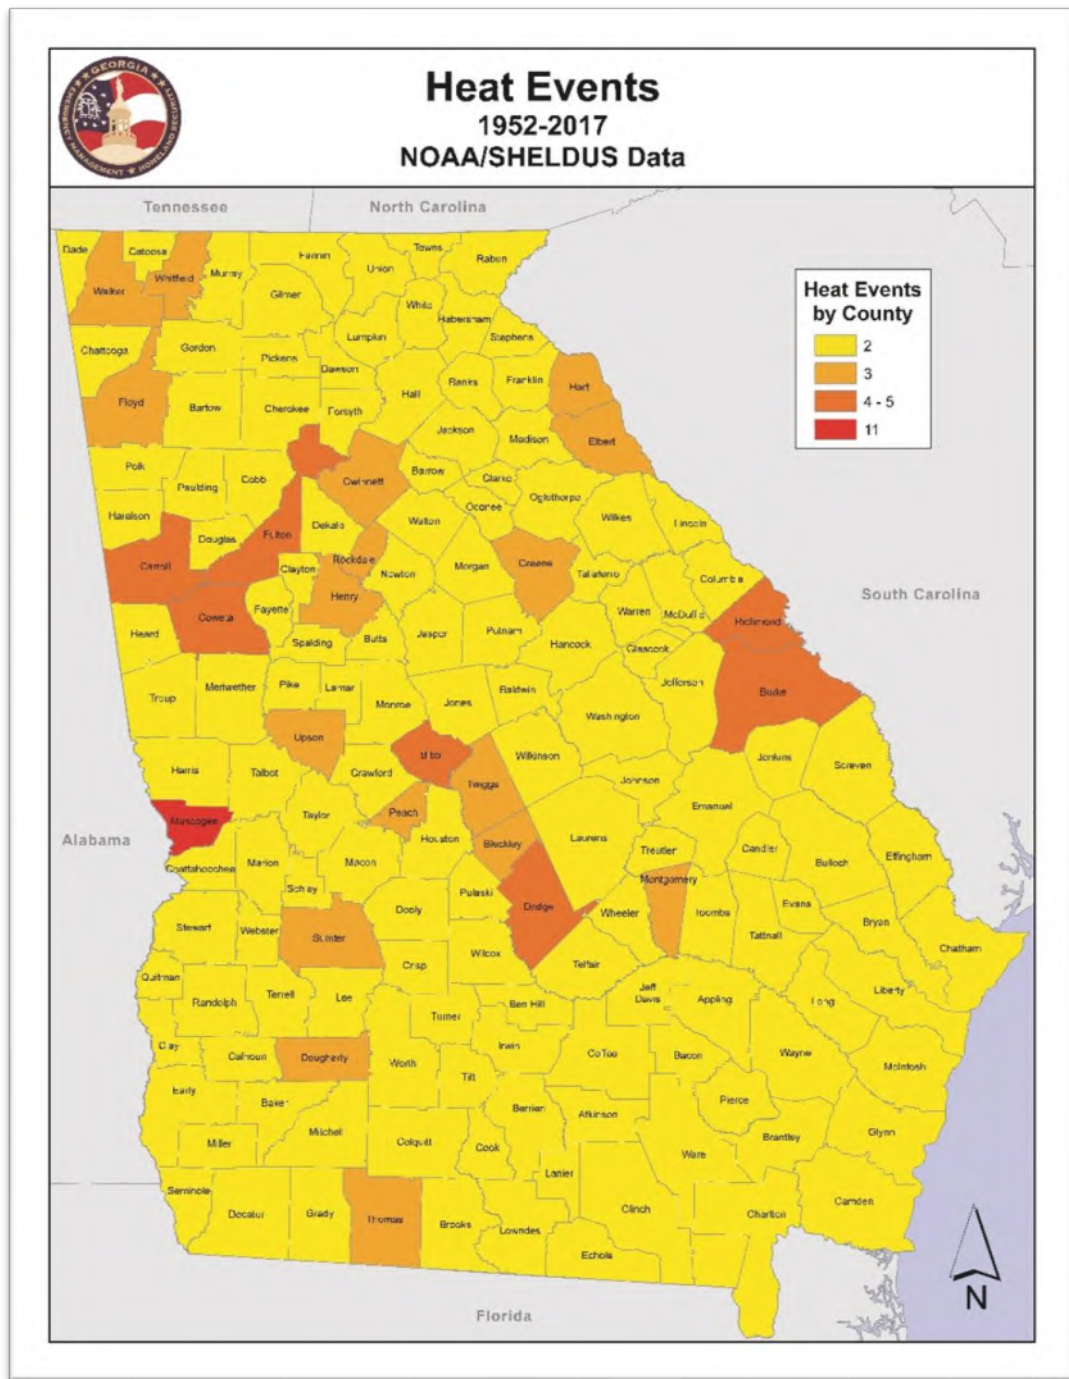 GEORGIA
EMERGENCY MANAGEMENT ★ HOMELAND SECURITY
Heat Events
1952-2017
NOAA/SHELDUS Data
Tennessee
North Carolina
Heat Events
by County
2
3
4 - 5
11
Dade
Catoosa
Walker
Whitfield
Murray
Fannin
Gilmer
Union
Towns
Rabun
White
Habersham
Lumpkin
Stephens
Chattooga
Gordon
Pickens
Dawson
Hall
Banks
Franklin
Hart
Floyd
Bartow
Cherokee
Forsyth
Jackson
Madison
Elbert
Polk
Paulding
Cobb
Gwinnett
Barrow
Clarke
Oconee
Oglethorpe
Wilkes
Lincoln
Haralson
Douglas
Fulton
Dekalb
Walton
Carroll
Clayton
Rockdale
Newton
Morgan
Greene
Taliaferro
Columbia
South Carolina
Coweta
Fayette
Henry
Warren
McDuffie
Richmond
Heard
Spalding
Butts
Jasper
Putnam
Hancock
Glascock
Jefferson
Burke
Troup
Meriwether
Pike
Lamar
Monroe
Jones
Baldwin
Washington
Upson
Bibb
Wilkinson
Jenkins
Screven
Harris
Talbot
Crawford
Twiggs
Johnson
Emanuel
Muscogee
Taylor
Peach
Houston
Bleckley
Laurens
Treutlen
Candler
Bulloch
Effingham
Alabama
Chattahoochee
Marion
Macon
Schley
Pulaski
Dodge
Montgomery
Wheeler
Toombs
Evans
Tattnall
Bryan
Chatham
Stewart
Webster
Sumter
Dooly
Crisp
Wilcox
Telfair
Quitman
Randolph
Terrell
Lee
Turner
Ben Hill
Jeff
Davis
Appling
Long
Liberty
Clay
Calhoun
Dougherty
Worth
Irwin
Coffee
Bacon
Wayne
McIntosh
Early
Baker
Tift
Berrien
Atkinson
Pierce
Miller
Mitchell
Colquitt
Cook
Ware
Brantley
Glynn
Seminole
Decatur
Grady
Thomas
Brooks
Lanier
Lowndes
Clinch
Echols
Charlton
Camden
N
Florida